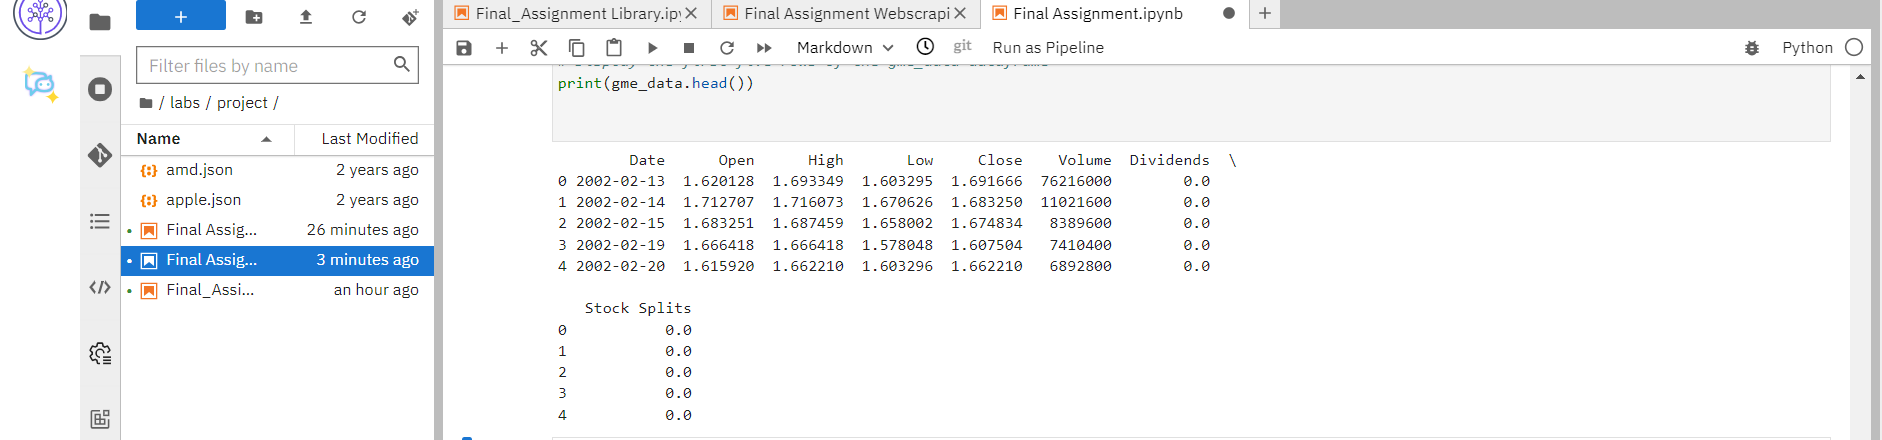 Final_Assignment Library.ipy
Final Assignment Webscrapi
Final Assignment.ipynb
Markdown
git
Run as Pipeline
Python
Filter files by name
/ labs / project /
Name
Last Modified
amd.json
2 years ago
apple.json
2 years ago
Final Assig...
26 minutes ago
Final Assig...
3 minutes ago
Final_Assi...
an hour ago
print(gme_data.head())
Date Open High Low Close Volume Dividends \
0 2002-02-13 1.620128 1.693349 1.603295 1.691666 76216000 0.0
1 2002-02-14 1.712707 1.716073 1.670626 1.683250 11021600 0.0
2 2002-02-15 1.683251 1.687459 1.658002 1.674834 8389600 0.0
3 2002-02-19 1.666418 1.666418 1.578048 1.607504 7410400 0.0
4 2002-02-20 1.615920 1.662210 1.603296 1.662210 6892800 0.0
Stock Splits
0 0.0
1 0.0
2 0.0
3 0.0
4 0.0